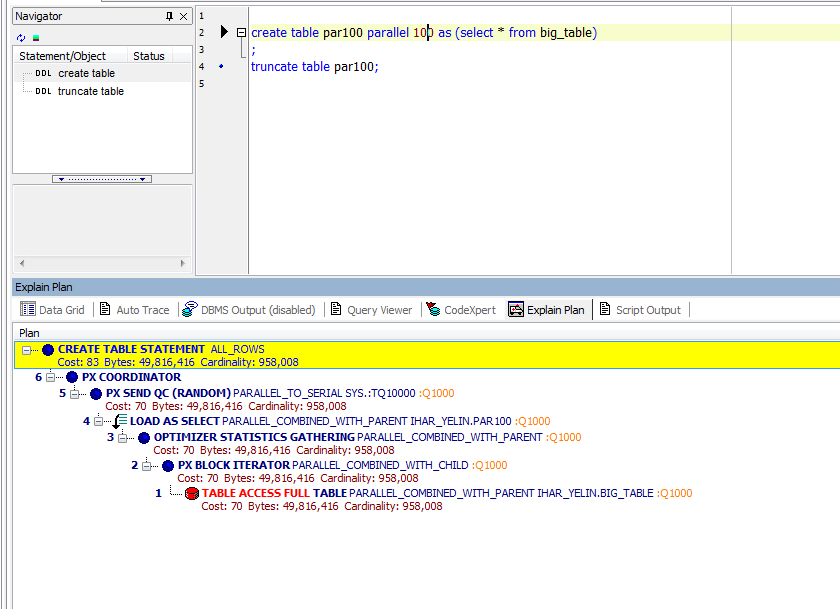 Navigator
Statement/Object Status
DDL create table
DDL truncate table
1
2 create table par100 parallel 100 as (select * from big_table)
3 ;
4 truncate table par100;
5
Explain Plan
Data Grid Auto Trace DBMS Output (disabled) Query Viewer CodeXpert Explain Plan Script Output
Plan
CREATE TABLE STATEMENT ALL_ROWS
Cost: 83 Bytes: 49,816,416 Cardinality: 958,008
6 PX COORDINATOR
5 PX SEND QC (RANDOM) PARALLEL_TO_SERIAL SYS.:TQ10000 :Q1000
Cost: 70 Bytes: 49,816,416 Cardinality: 958,008
4 LOAD AS SELECT PARALLEL_COMBINED_WITH_PARENT IHAR_YELIN.PAR100 :Q1000
3 OPTIMIZER STATISTICS GATHERING PARALLEL_COMBINED_WITH_PARENT :Q1000
Cost: 70 Bytes: 49,816,416 Cardinality: 958,008
2 PX BLOCK ITERATOR PARALLEL_COMBINED_WITH_CHILD :Q1000
Cost: 70 Bytes: 49,816,416 Cardinality: 958,008
1 TABLE ACCESS FULL TABLE PARALLEL_COMBINED_WITH_PARENT IHAR_YELIN.BIG_TABLE :Q1000
Cost: 70 Bytes: 49,816,416 Cardinality: 958,008